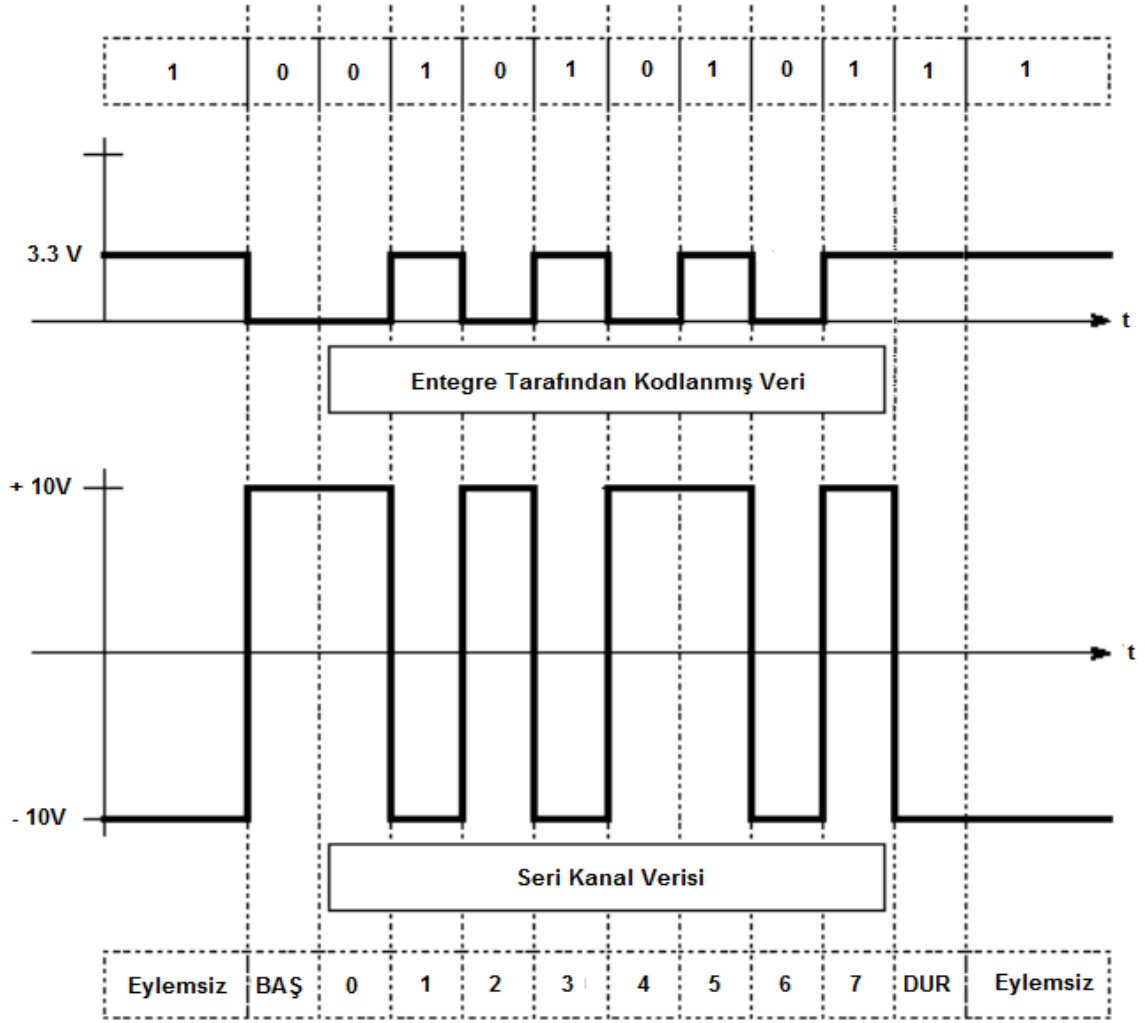 1 0 0 1 0 1 0 1 0 1 1 1
3.3 V
t
Entegre Tarafından Kodlanmış Veri
+ 10V
t
- 10V
Seri Kanal Verisi
Eylemsiz BAŞ 0 1 2 3 4 5 6 7 DUR Eylemsiz